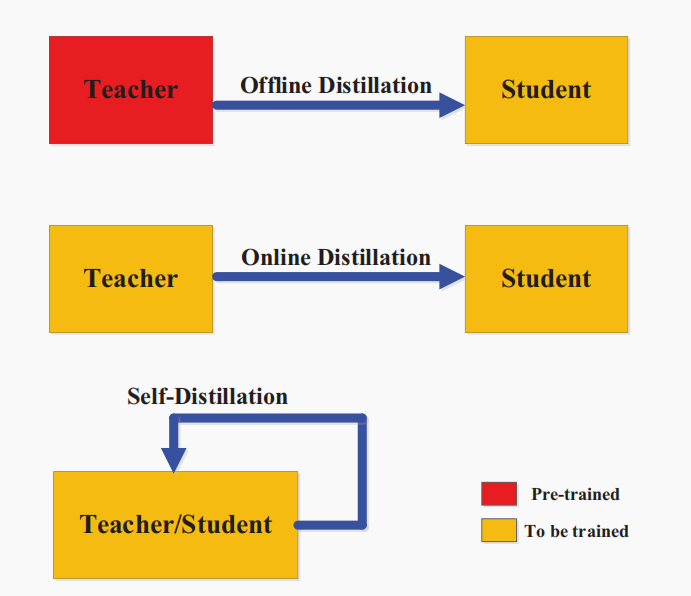 Teacher
Offline Distillation
Student
Teacher
Online Distillation
Student
Self-Distillation
Teacher/Student
Pre-trained
To be trained